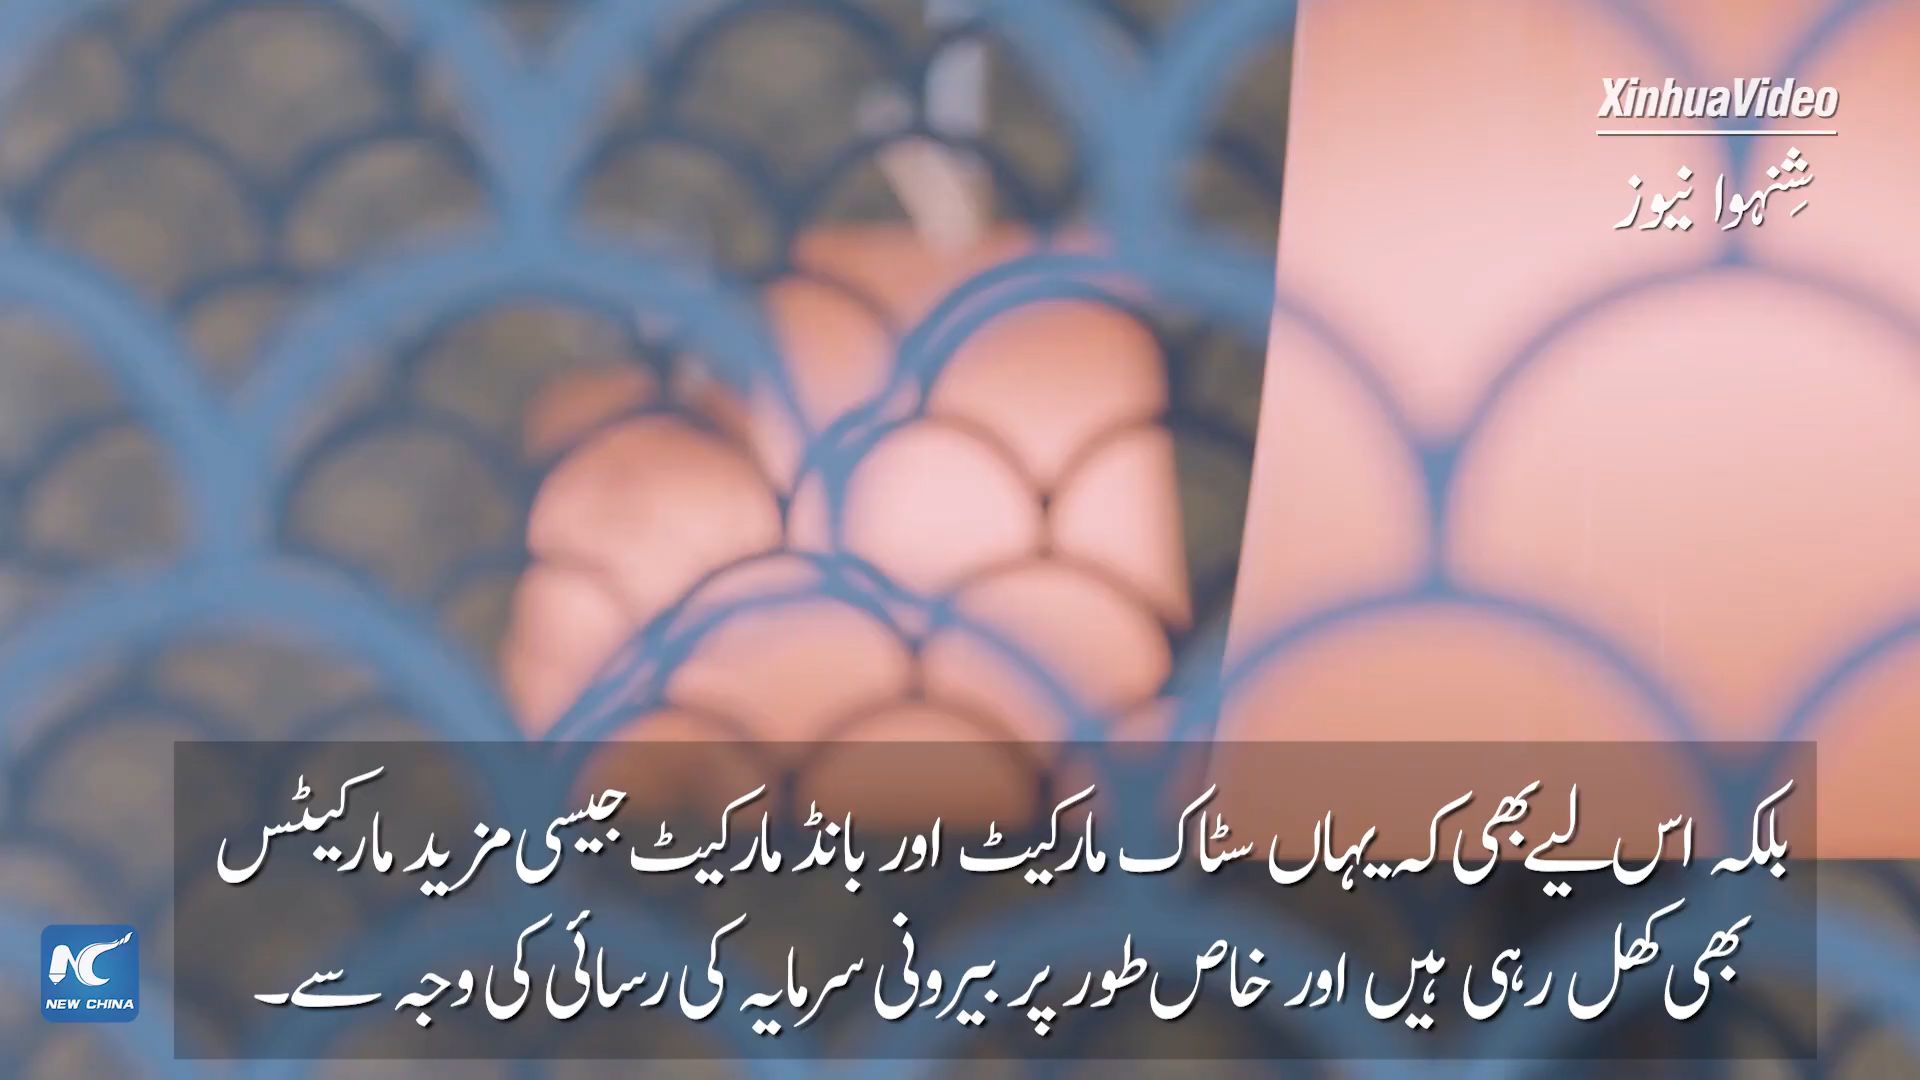 XinhuaVideo
شِنہوا نیوز
بلکہ اس لیے بھی کہ یہاں سٹاک مارکیٹ اور بانڈ مارکیٹ جیسی مزید مارکیٹس
بھی کھل رہی ہیں اور خاص طور پر بیرونی سرمایہ کی رسائی کی وجہ سے۔
NEW CHINA